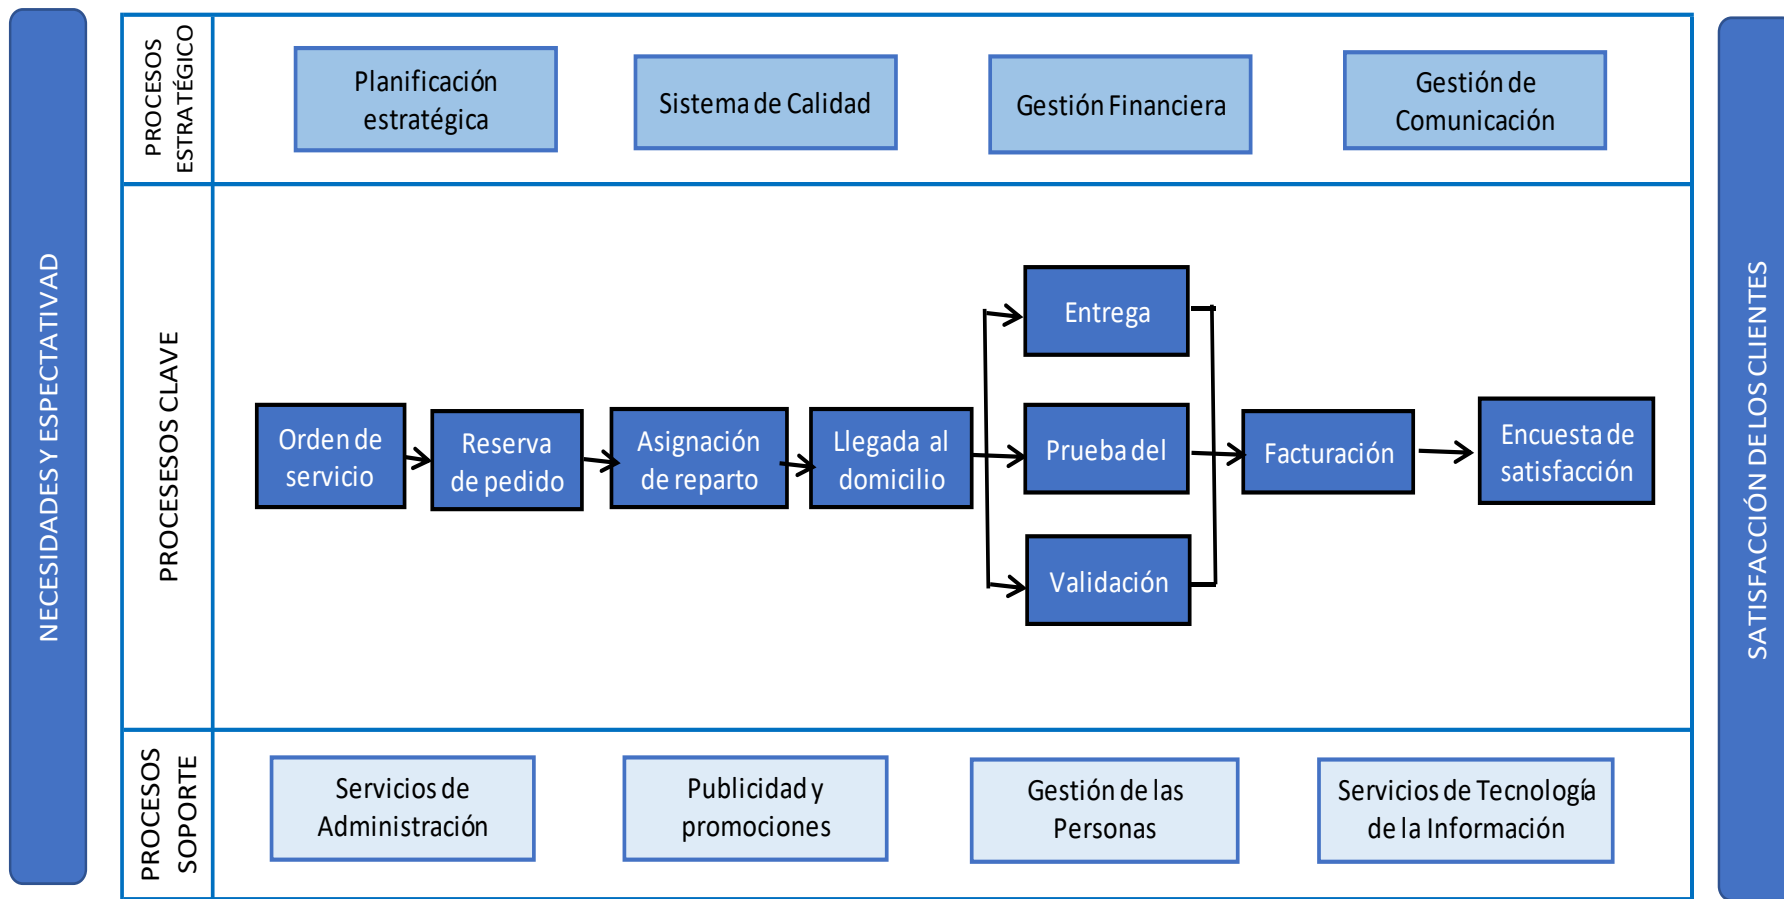 NECESIDADES Y ESPECTATIVAD
PROCESOS
ESTRATÉGICO
Planificación
estratégica
Sistema de Calidad
Gestión Financiera
Gestión de
Comunicación
PROCESESOS CLAVE
Orden de
servicio
Reserva
de pedido
Asignación
de reparto
Llegada al
domicilio
Entrega
Prueba del
Validación
Facturación
Encuesta de
satisfacción
PROCESOS
SOPORTE
Servicios de
Administración
Publicidad y
promociones
Gestión de las
Personas
Servicios de Tecnología
de la Información
SATISFACCIÓN DE LOS CLIENTES